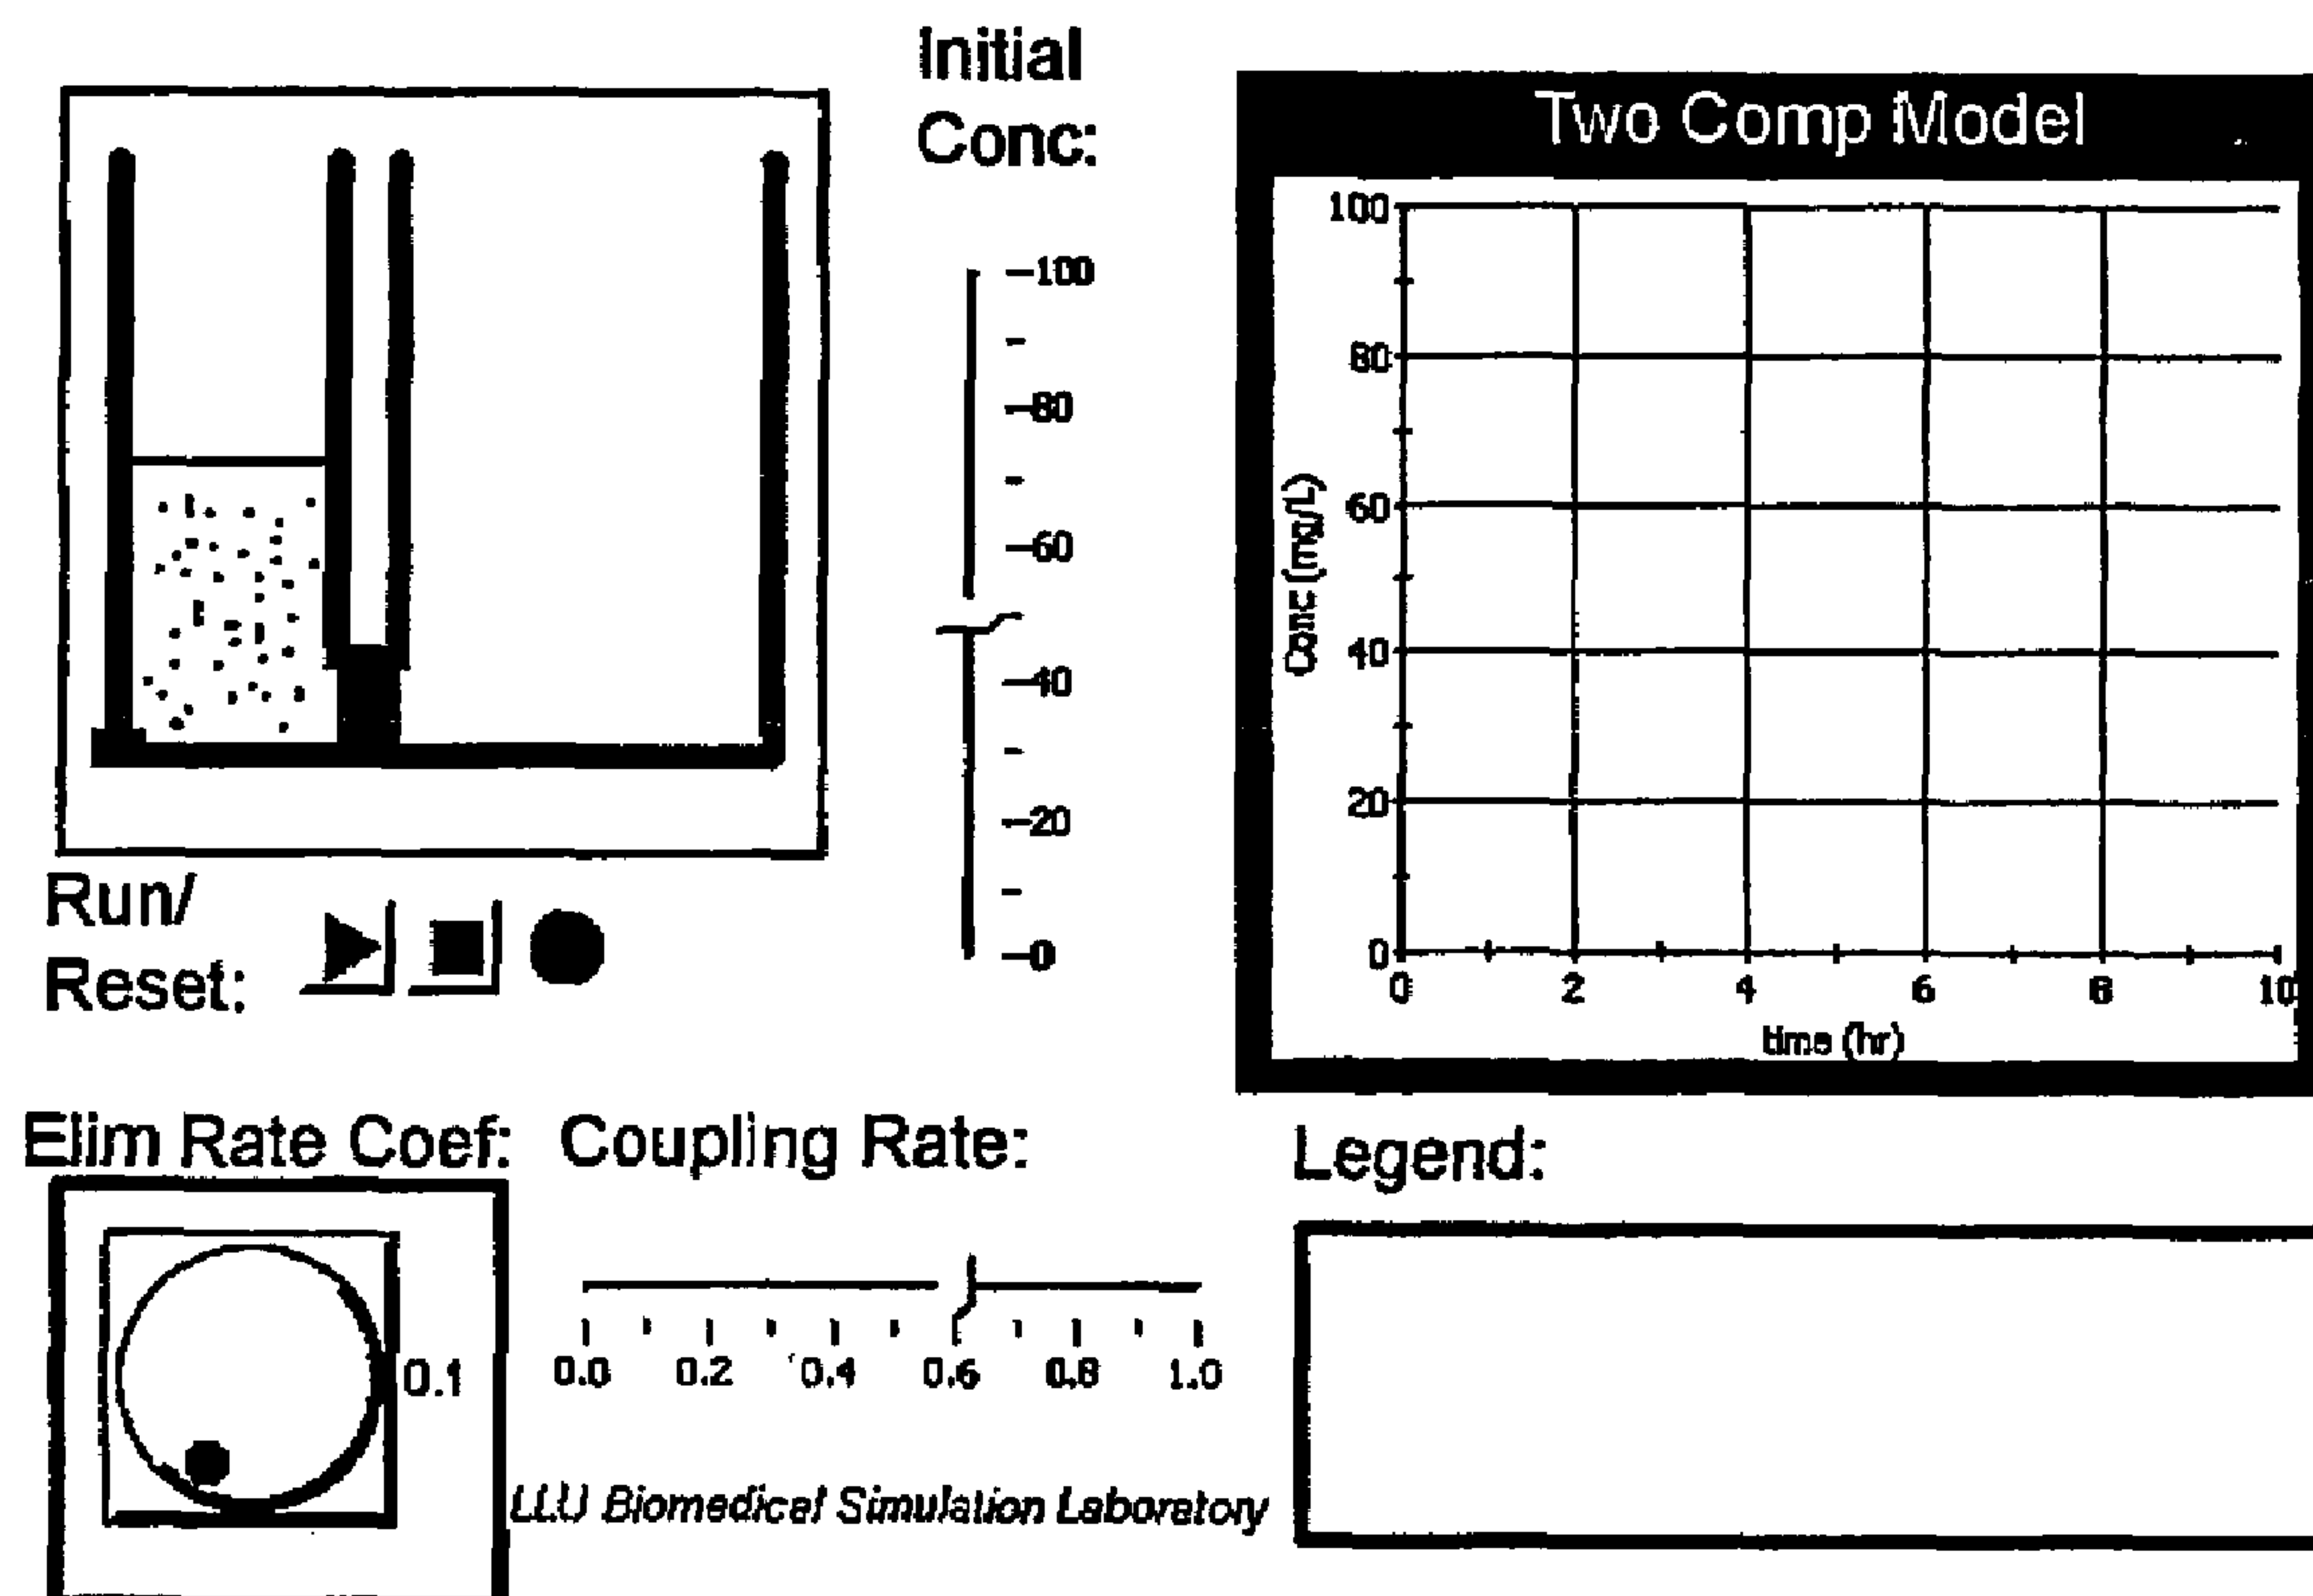 Initial
Conc:
100
80
60
40
20
0
Two Comp Model
100
80
60
40
20
0
Conc (mg/L)
0 2 4 6 8 10
time (hr)
Run/
Reset:
Elim Rate Coef:
0.1
Coupling Rate:
0.0 0.2 0.4 0.6 0.8 1.0
LLU Biomedical Simulation Laboratory
Legend: